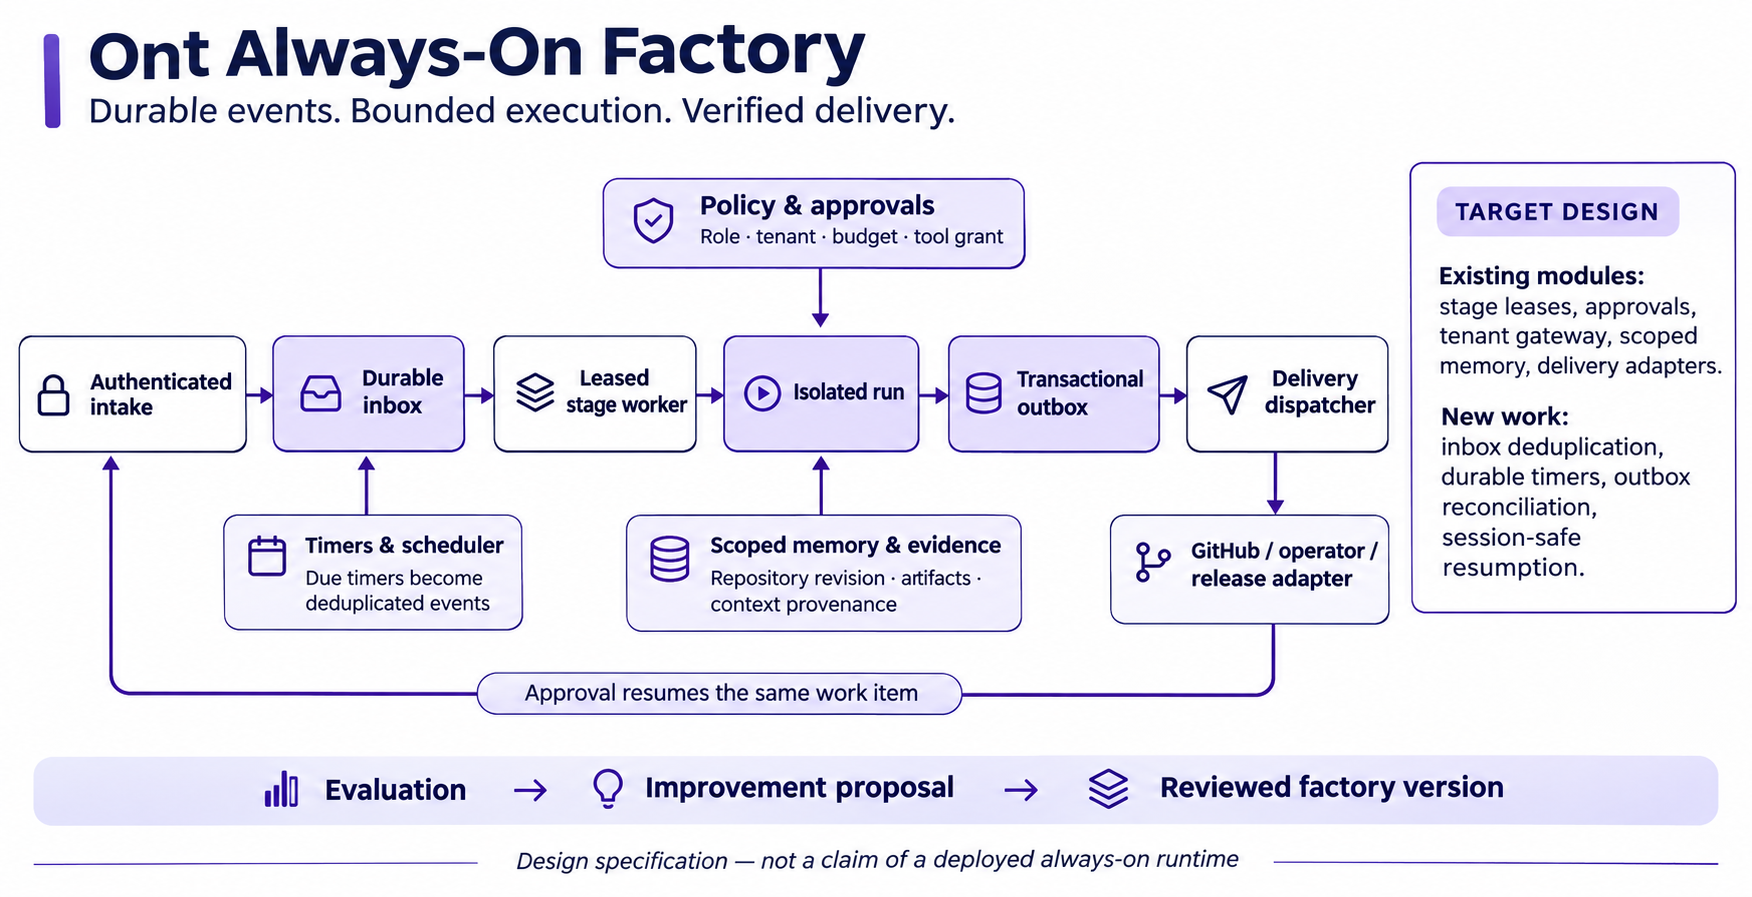 Ont Always-On Factory
Durable events. Bounded execution. Verified delivery.
Policy & approvals
Role · tenant · budget · tool grant
Authenticated
intake
Durable
inbox
Leased
stage worker
Isolated run
Transactional
outbox
Delivery
dispatcher
Timers & scheduler
Due timers become
deduplicated events
Scoped memory & evidence
Repository revision · artifacts ·
context provenance
GitHub / operator /
release adapter
Approval resumes the same work item
TARGET DESIGN
Existing modules:
stage leases, approvals,
tenant gateway, scoped
memory, delivery adapters.
New work:
inbox deduplication,
durable timers, outbox
reconciliation,
session-safe
resumption.
Evaluation → Improvement proposal → Reviewed factory version
Design specification — not a claim of a deployed always-on runtime